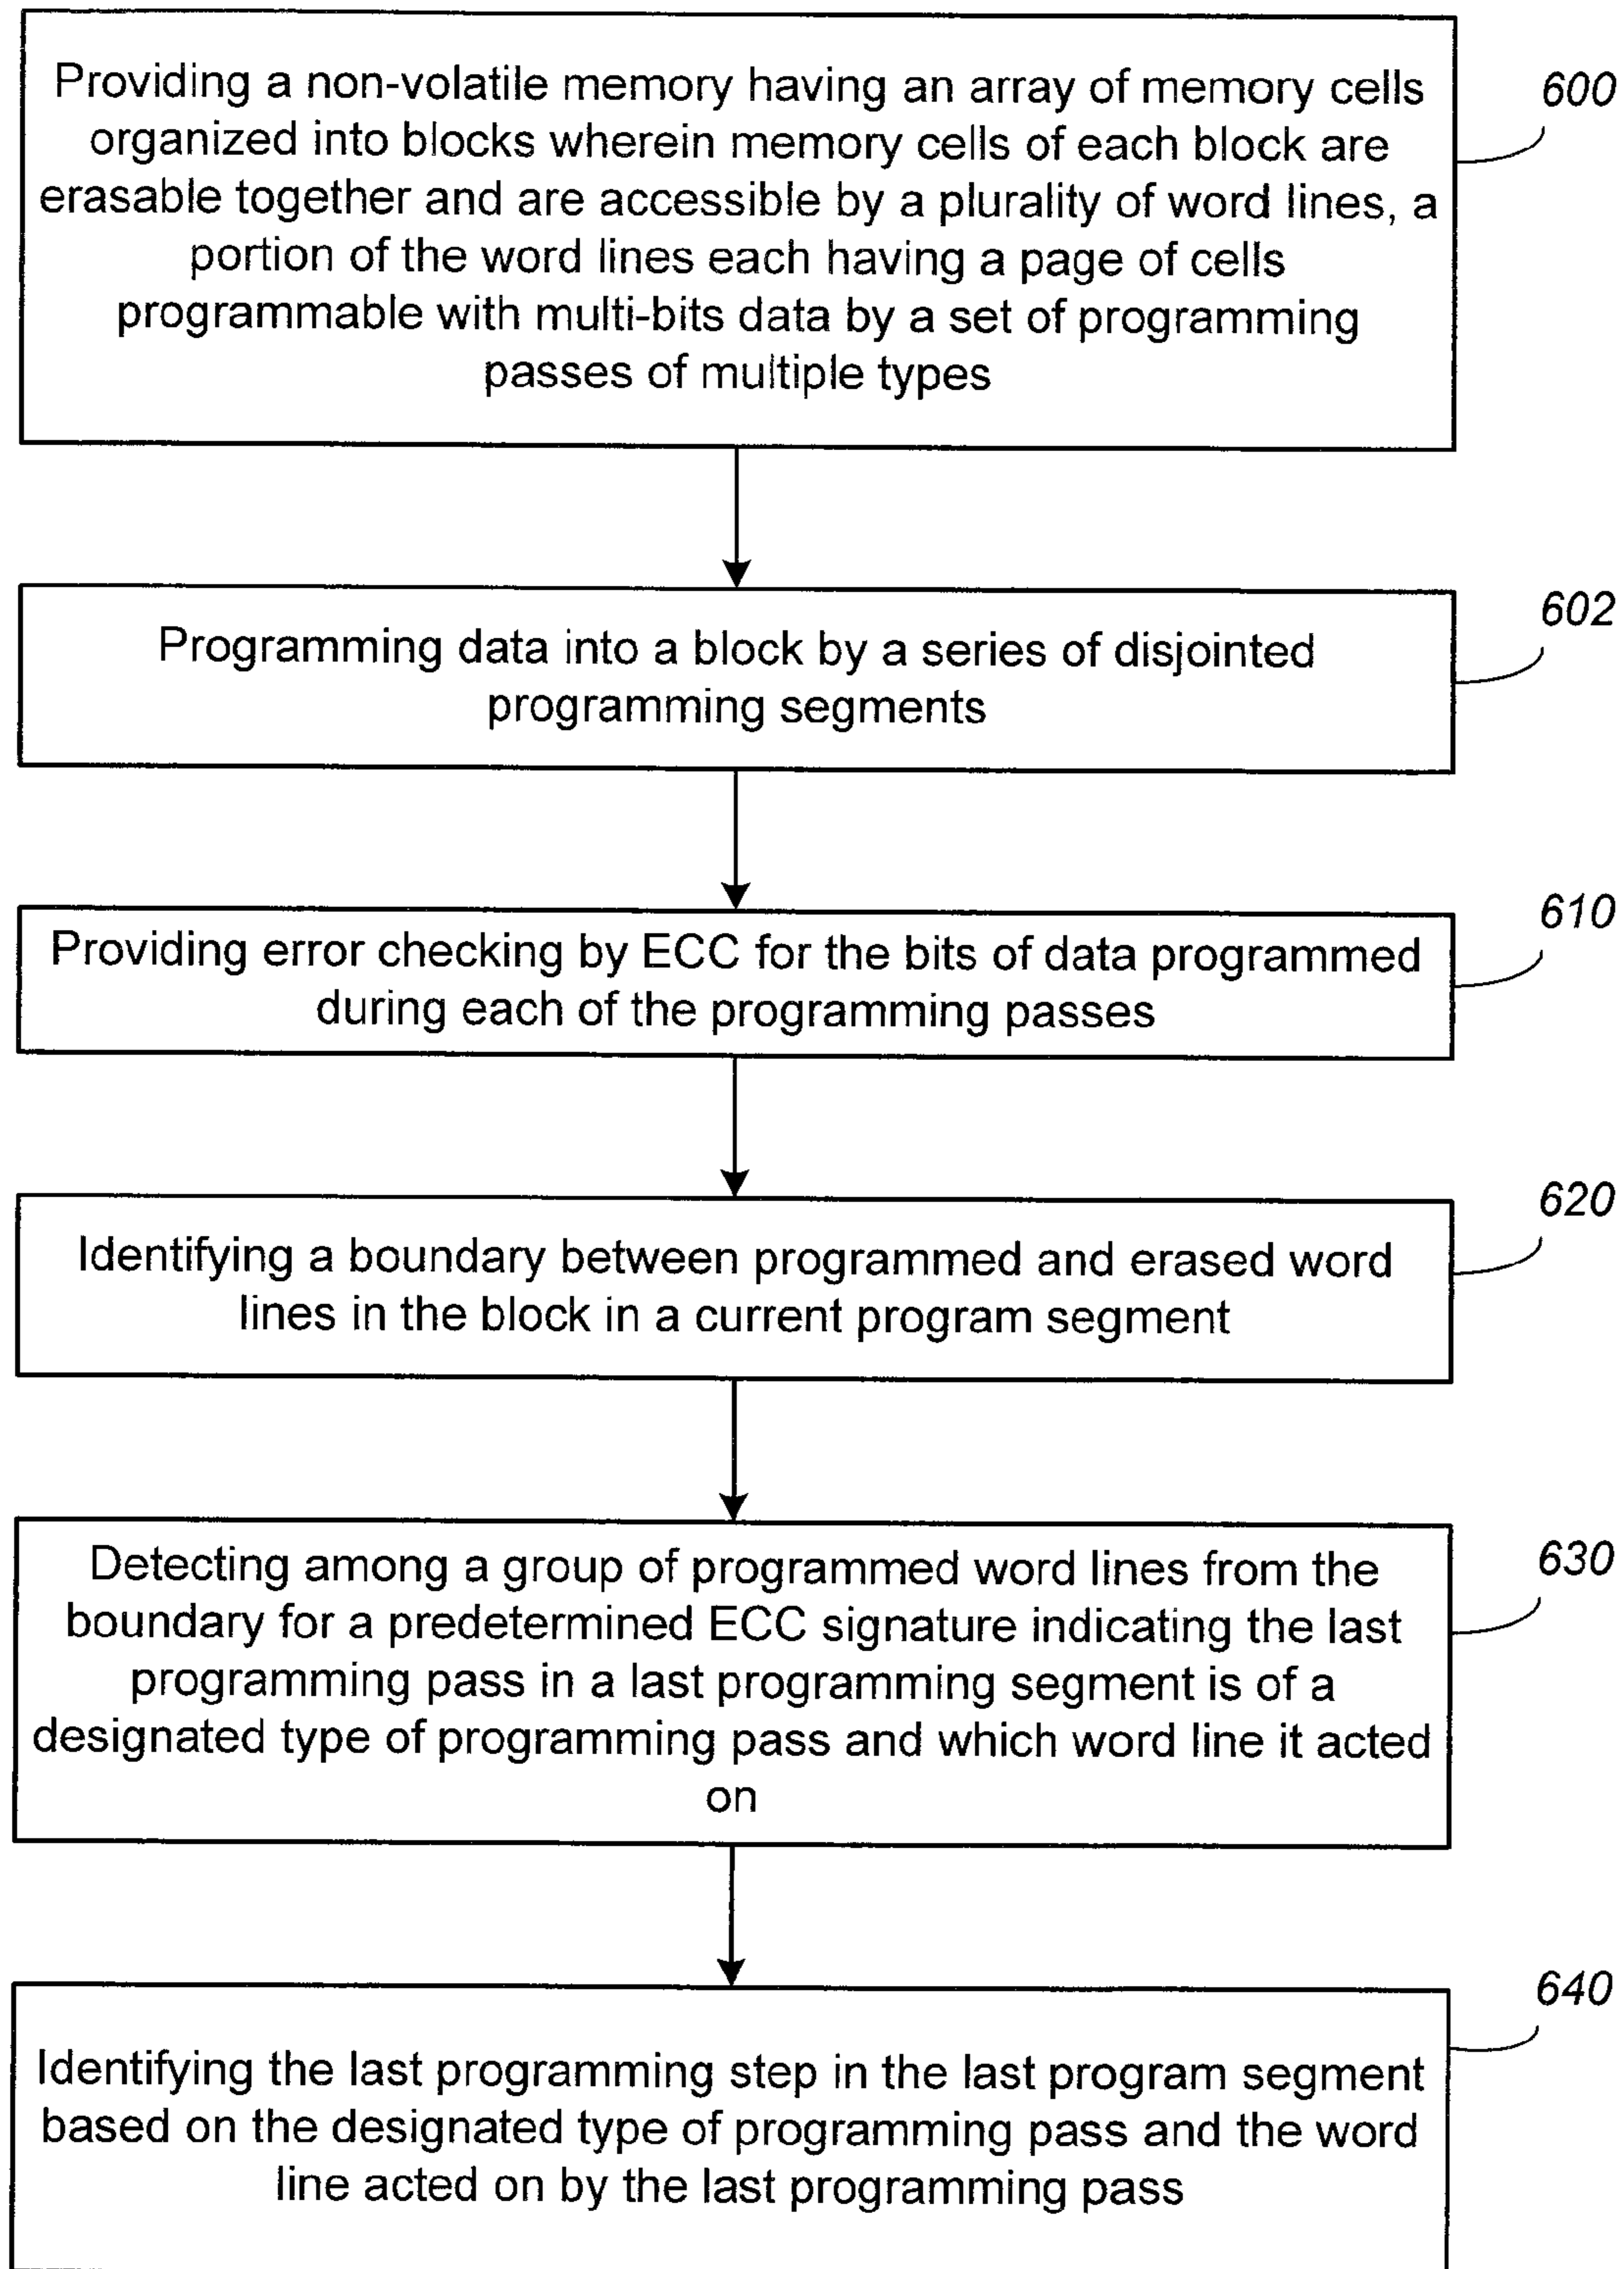 Providing a non-volatile memory having an array of memory cells
600
organized into blocks wherein memory cells of each block are
erasable together and are accessible by a plurality of word lines, a
portion of the word lines each having a page of cells
programmable with multi-bits data by a set of programming
passes of multiple types
602
Programming data into a block by a series of disjointed
programming segments
610
Providing error checking by ECC for the bits of data programmed
during each of the programming passes
620
Identifying a boundary between programmed and erased word
lines in the block in a current program segment
630
Detecting among a group of programmed word lines from the
boundary for a predetermined ECC signature indicating the last
programming pass in a last programming segment is of a
designated type of programming pass and which word line it acted
on
640
Identifying the last programming step in the last program segment
based on the designated type of programming pass and the word
line acted on by the last programming pass